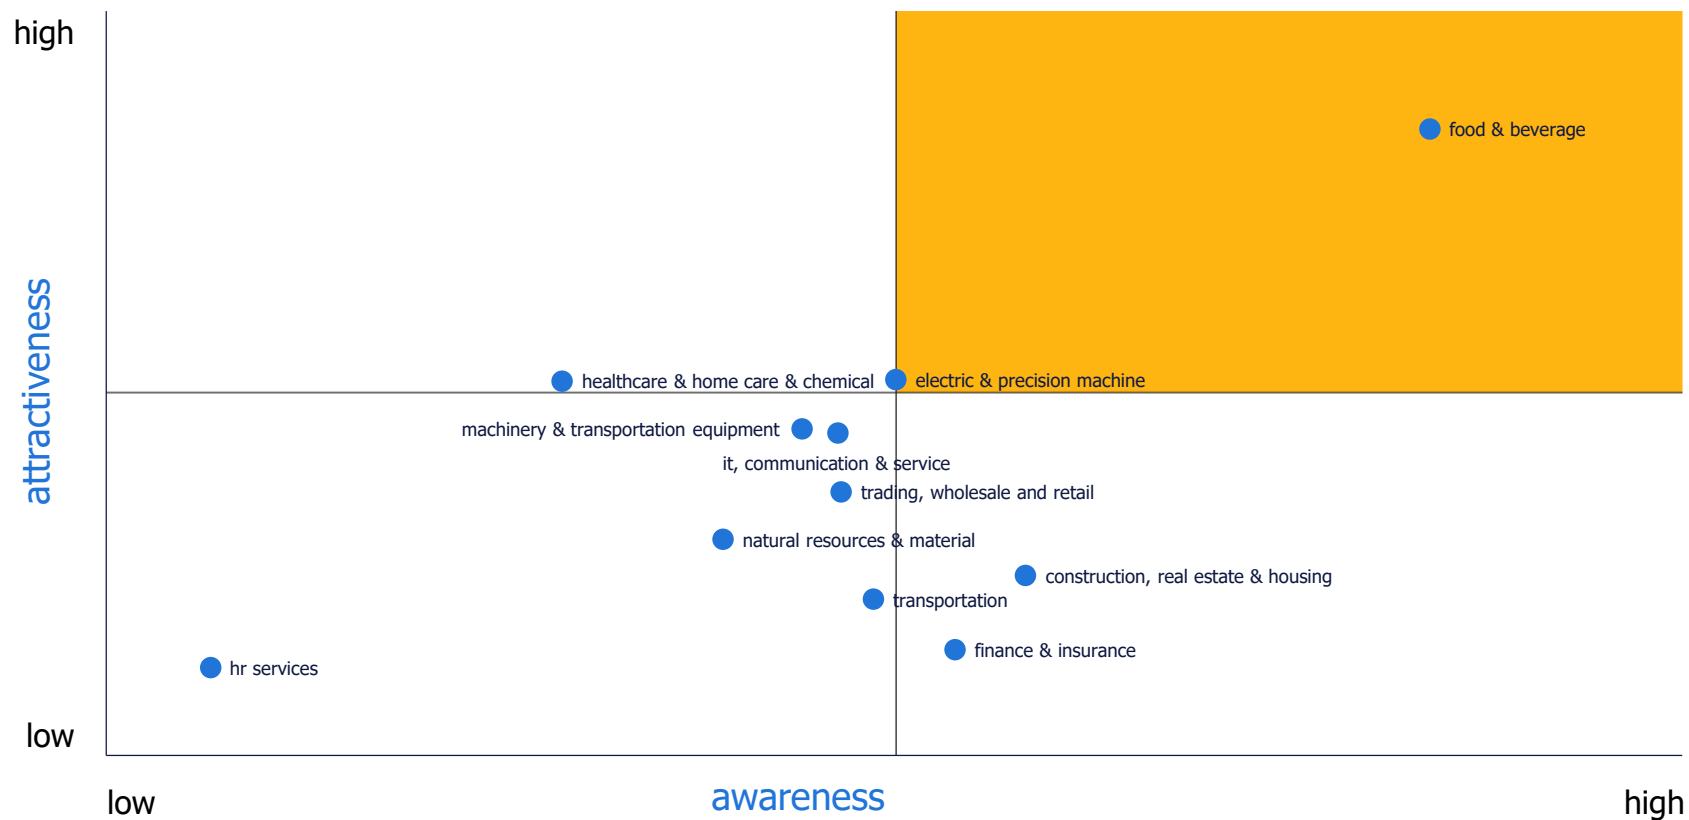 high
food & beverage
attractiveness
healthcare & home care & chemical
electric & precision machine
machinery & transportation equipment
it, communication & service
trading, wholesale and retail
natural resources & material
construction, real estate & housing
transportation
finance & insurance
hr services
low
low
awareness
high